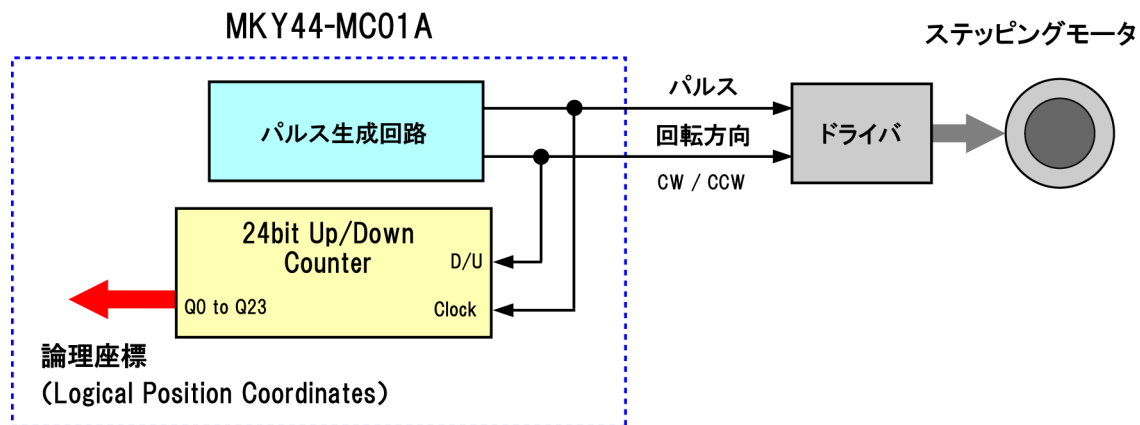 MKY44-MC01A
ステッピングモータ
パルス生成回路
パルス
回転方向
CW / CCW
ドライバ
24bit Up/Down
Counter
D/U
Q0 to Q23
Clock
論理座標
(Logical Position Coordinates)